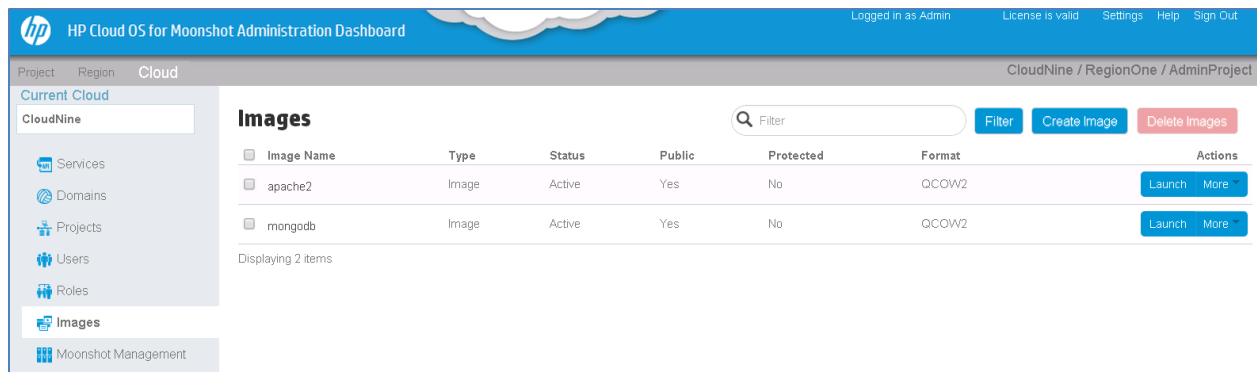 hp HP Cloud OS for Moonshot Administration Dashboard Logged in as Admin License is valid Settings Help Sign Out
Project Region Cloud CloudNine / RegionOne / AdminProject
Current Cloud
CloudNine
Services
Domains
Projects
Users
Roles
Images
Moonshot Management
Images Filter Filter Create Image Delete Images
Image Name Type Status Public Protected Format Actions
apache2 Image Active Yes No QCOW2 Launch More
mongodb Image Active Yes No QCOW2 Launch More
Displaying 2 items